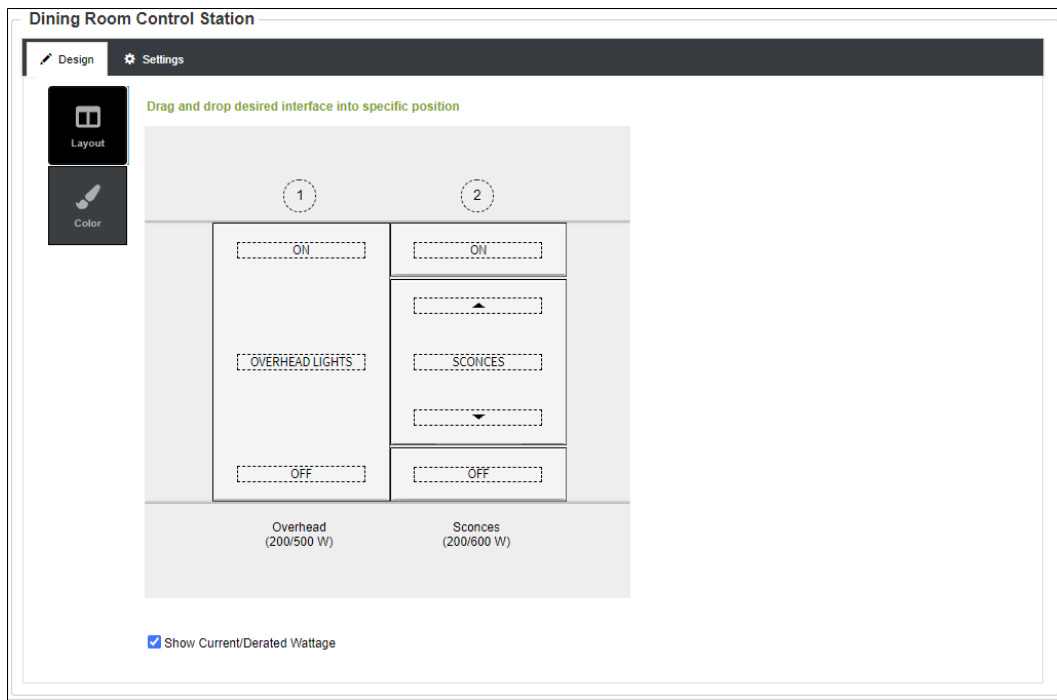 Dining Room Control Station
Design
Settings
Layout
Color
Drag and drop desired interface into specific position
1
2
ON
OVERHEAD LIGHTS
OFF
ON
SCONCES
OFF
Overhead
(200/500 W)
Sconces
(200/600 W)
Show Current/Derated Wattage